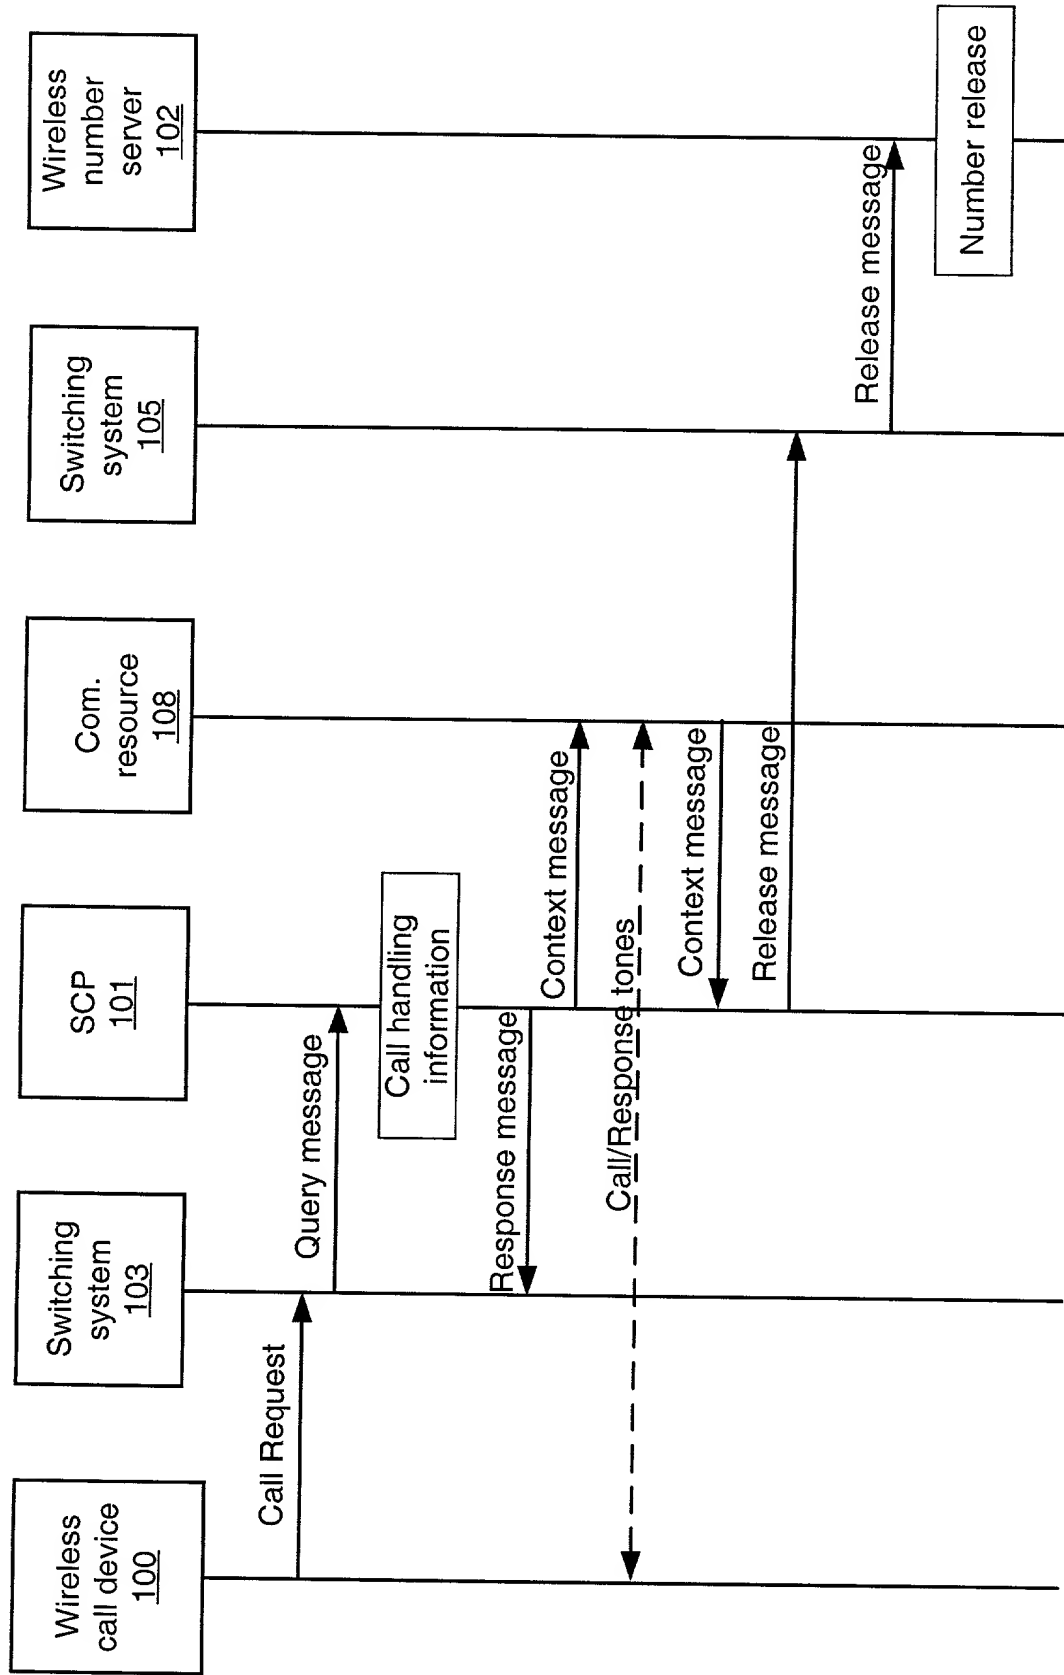 Wireless
call device
100
Switching
system
103
SCP
101
Com.
resource
108
Switching
system
105
Wireless
number
server
102
Call Request
Query message
Call handling
information
Response message
Context message
Call/Response tones
Context message
Release message
Release message
Number release